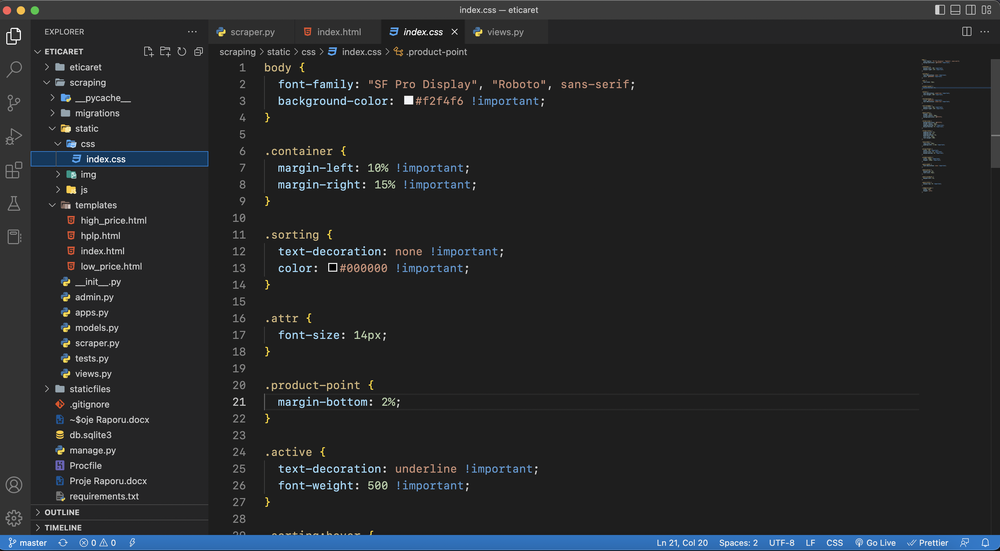 index.css — eticaret
EXPLORER
ETICARET
eticaret
scraping
__pycache__
migrations
static
css
index.css
img
js
templates
high_price.html
hplp.html
index.html
low_price.html
__init__.py
admin.py
apps.py
models.py
scraper.py
tests.py
views.py
staticfiles
.gitignore
~$oje Raporu.docx
db.sqlite3
manage.py
Procfile
Proje Raporu.docx
requirements.txt
OUTLINE
TIMELINE
scraper.py index.html index.css views.py
scraping > static > css > index.css > .product-point
1 body {
2 font-family: "SF Pro Display", "Roboto", sans-serif;
3 background-color: #f2f4f6 !important;
4 }
5
6 .container {
7 margin-left: 10% !important;
8 margin-right: 15% !important;
9 }
10
11 .sorting {
12 text-decoration: none !important;
13 color: #000000 !important;
14 }
15
16 .attr {
17 font-size: 14px;
18 }
19
20 .product-point {
21 margin-bottom: 2%;
22 }
23
24 .active {
25 text-decoration: underline !important;
26 font-weight: 500 !important;
27 }
28
29 .sorting:hover {
master 0 0 Ln 21, Col 20 Spaces: 2 UTF-8 LF CSS Go Live Prettier